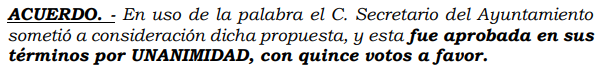 ACUERDO. - En uso de la palabra el C. Secretario del Ayuntamiento
sometió a consideración dicha propuesta, y esta fue aprobada en sus
términos por UNANIMIDAD, con quince votos a favor.